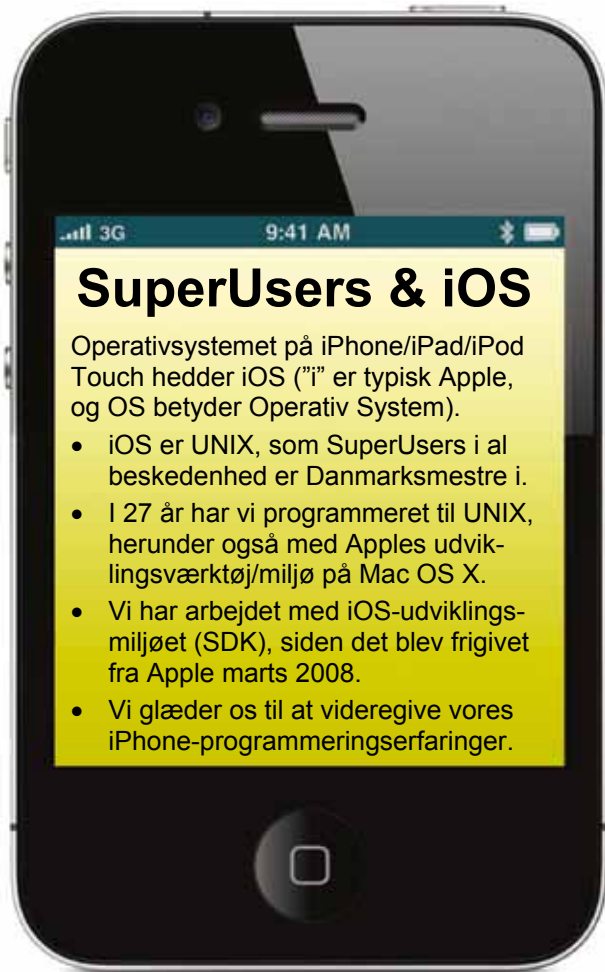 3G 9:41 AM
SuperUsers & iOS
Operativsystemet på iPhone/iPad/iPod
Touch hedder iOS (”i” er typisk Apple,
og OS betyder Operativ System).
• iOS er UNIX, som SuperUsers i al
beskedenhed er Danmarksmestre i.
• I 27 år har vi programmeret til UNIX,
herunder også med Apples udvik-
lingsværktøj/miljø på Mac OS X.
• Vi har arbejdet med iOS-udviklings-
miljøet (SDK), siden det blev frigivet
fra Apple marts 2008.
• Vi glæder os til at videregive vores
iPhone-programmeringserfaringer.